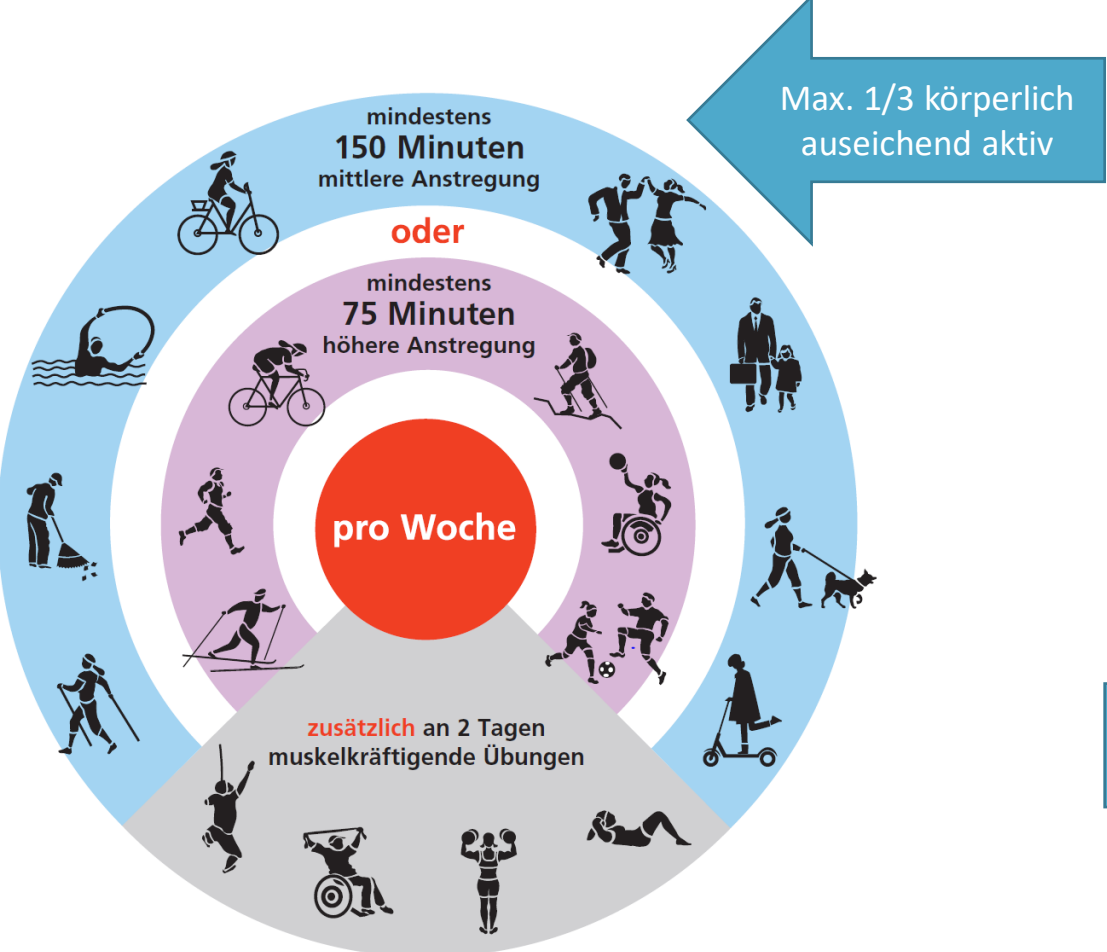 Max. 1/3 körperlich
auseichend aktiv
mindestens
150 Minuten
mittlere Anstregung
oder
mindestens
75 Minuten
höhere Anstregung
pro Woche
zusätzlich an 2 Tagen
muskelkräftigende Übungen